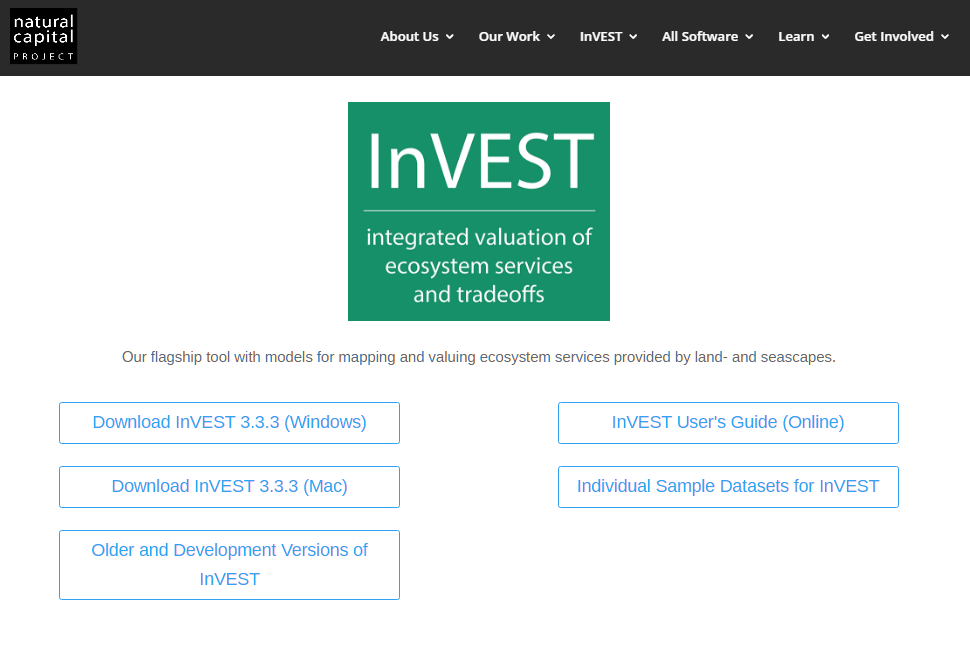 natural
capital
PROJECT
About Us
Our Work
InVEST
All Software
Learn
Get Involved
InVEST
integrated valuation of
ecosystem services
and tradeoffs
Our flagship tool with models for mapping and valuing ecosystem services provided by land- and seascapes.
Download InVEST 3.3.3 (Windows)
InVEST User's Guide (Online)
Download InVEST 3.3.3 (Mac)
Individual Sample Datasets for InVEST
Older and Development Versions of
InVEST